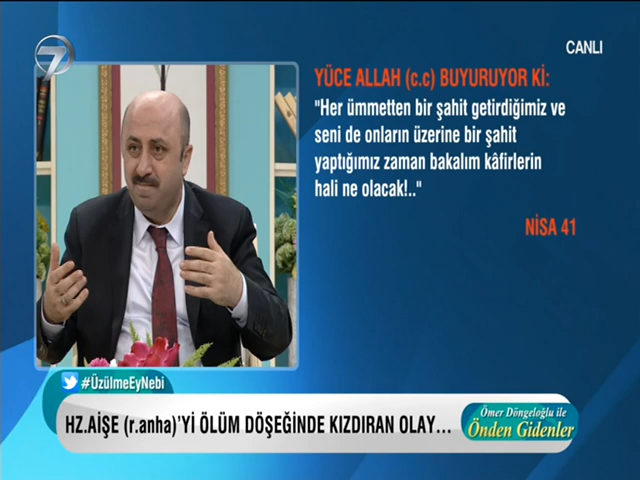 7
CANLI
YÜCE ALLAH (c.c) BUYURUYOR Kİ:
"Her ümmetten bir şahit getirdiğimiz ve
seni de onların üzerine bir şahit
yaptığımız zaman bakalım kâfirlerin
hali ne olacak!.."
NİSA 41
#ÜzülmeEyNebi
HZ.AİŞE (r.anha)'Yİ ÖLÜM DÖŞEĞİNDE KIZDIRAN OLAY...
Ömer Döngeloğlu ile
Önden Gidenler